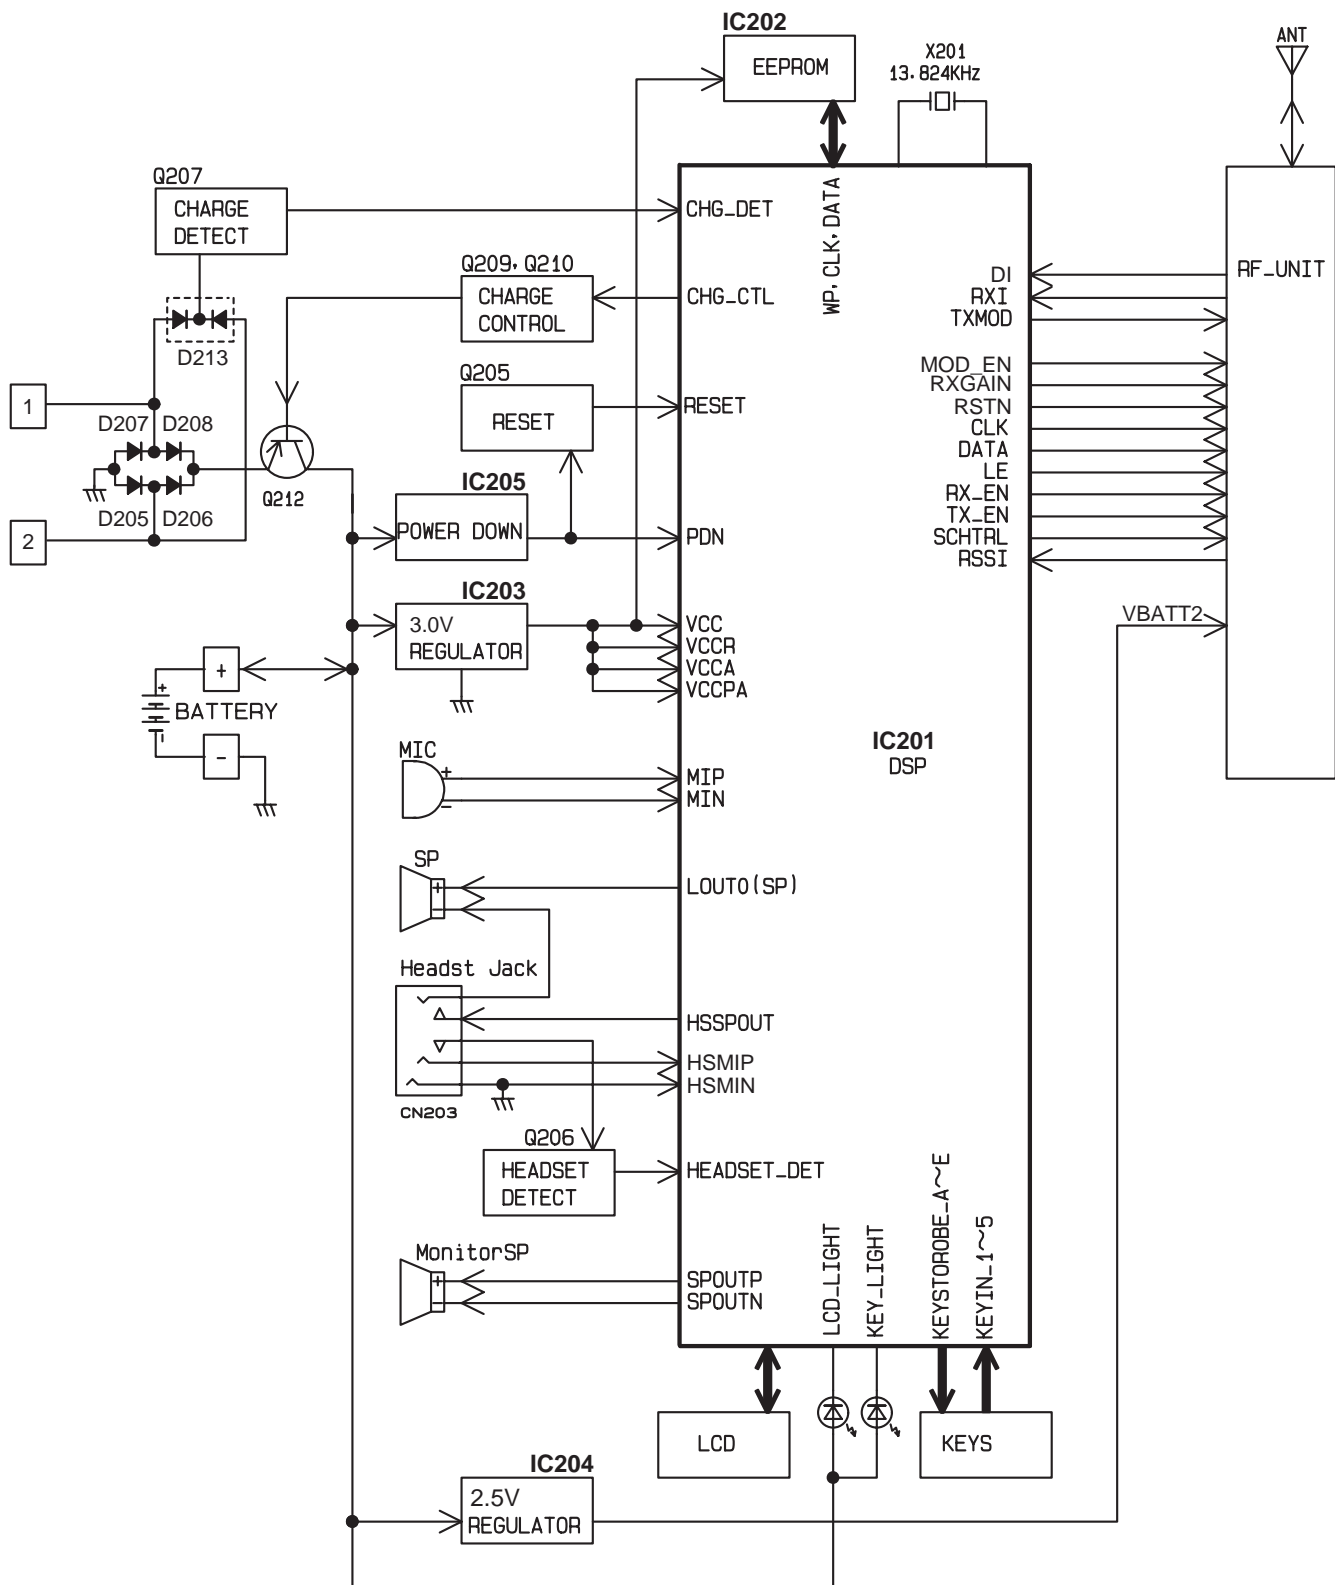 IC202
EEPROM
X201
13.824KHz
ANT
Q207
CHARGE
DETECT
CHG_DET
WP, CLK, DATA
RF_UNIT
Q209, Q210
CHARGE
CONTROL
CHG_CTL
DI
RXI
TXMOD
D213
Q205
RESET
RESET
MOD_EN
RXGAIN
RSTN
CLK
DATA
LE
RX_EN
TX_EN
SCHTRL
RSSI
1
D207
D208
D205
D206
2
Q212
IC205
POWER DOWN
PDN
IC203
3.0V
REGULATOR
VCC
VCCR
VCCA
VCCPA
VBATT2
+
+
BATTERY
-
-
IC201
DSP
MIC
+
-
MIP
MIN
SP
+
-
LOUT0(SP)
Headst Jack
HSSPOUT
HSMIP
HSMIN
CN203
Q206
HEADSET
DETECT
HEADSET_DET
MonitorSP
+
-
SPOUTP
SPOUTN
LCD_LIGHT
KEY_LIGHT
KEYSTOROBE_A~E
KEYIN_1~5
LCD
KEYS
IC204
2.5V
REGULATOR